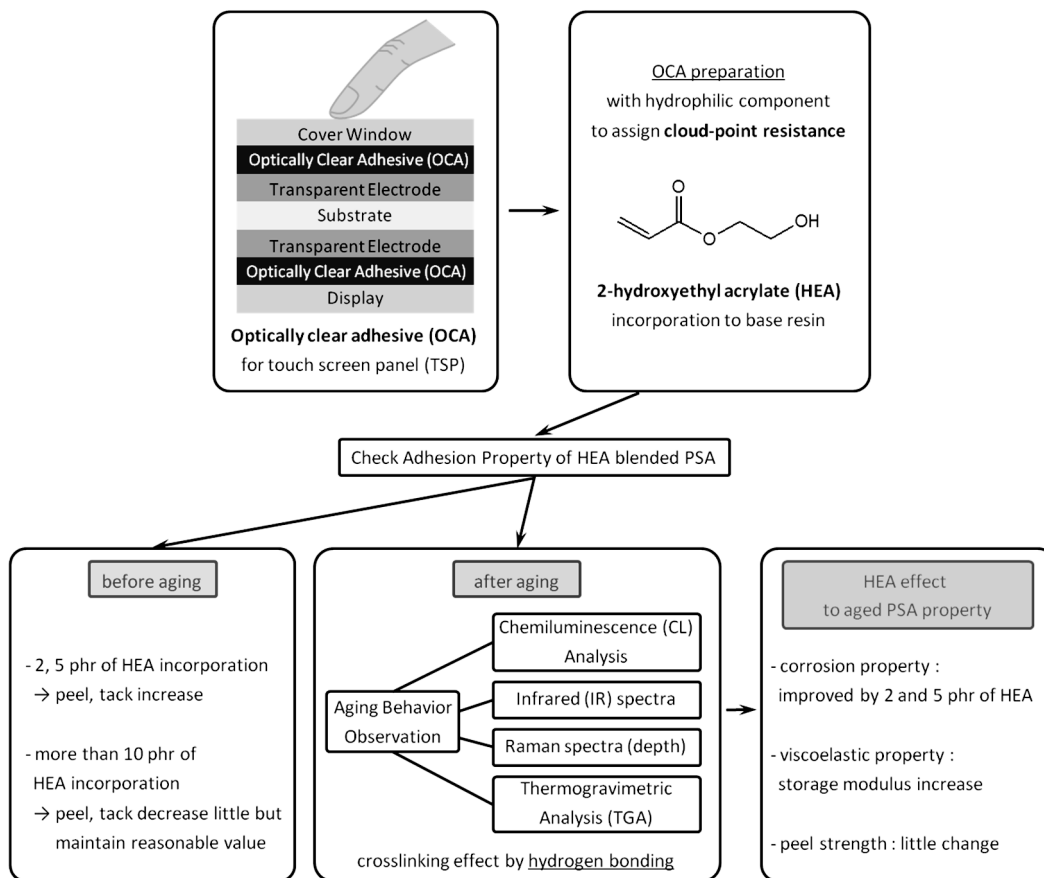 Cover Window
Optically Clear Adhesive (OCA)
Transparent Electrode
Substrate
Transparent Electrode
Optically Clear Adhesive (OCA)
Display
Optically clear adhesive (OCA)
for touch screen panel (TSP)
OCA preparation
with hydrophilic component
to assign cloud-point resistance
O
O
OH
2-hydroxyethyl acrylate (HEA)
incorporation to base resin
Check Adhesion Property of HEA blended PSA
before aging
- 2, 5 phr of HEA incorporation
→ peel, tack increase
- more than 10 phr of
HEA incorporation
→ peel, tack decrease little but
maintain reasonable value
after aging
Aging Behavior
Observation
Chemiluminescence (CL)
Analysis
Infrared (IR) spectra
Raman spectra (depth)
Thermogravimetric
Analysis (TGA)
crosslinking effect by hydrogen bonding
HEA effect
to aged PSA property
- corrosion property :
improved by 2 and 5 phr of HEA
- viscoelastic property :
storage modulus increase
- peel strength : little change